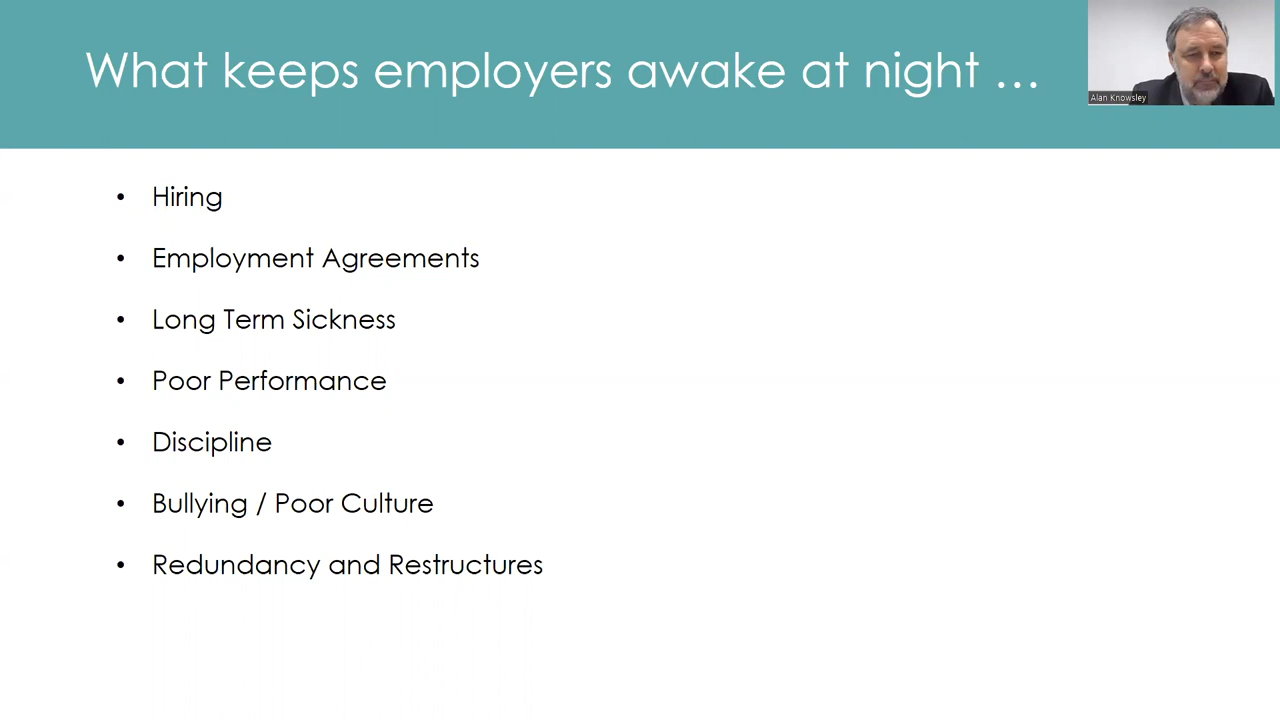 What keeps employers awake at night …
Alan Knowsley
• Hiring
• Employment Agreements
• Long Term Sickness
• Poor Performance
• Discipline
• Bullying / Poor Culture
• Redundancy and Restructures